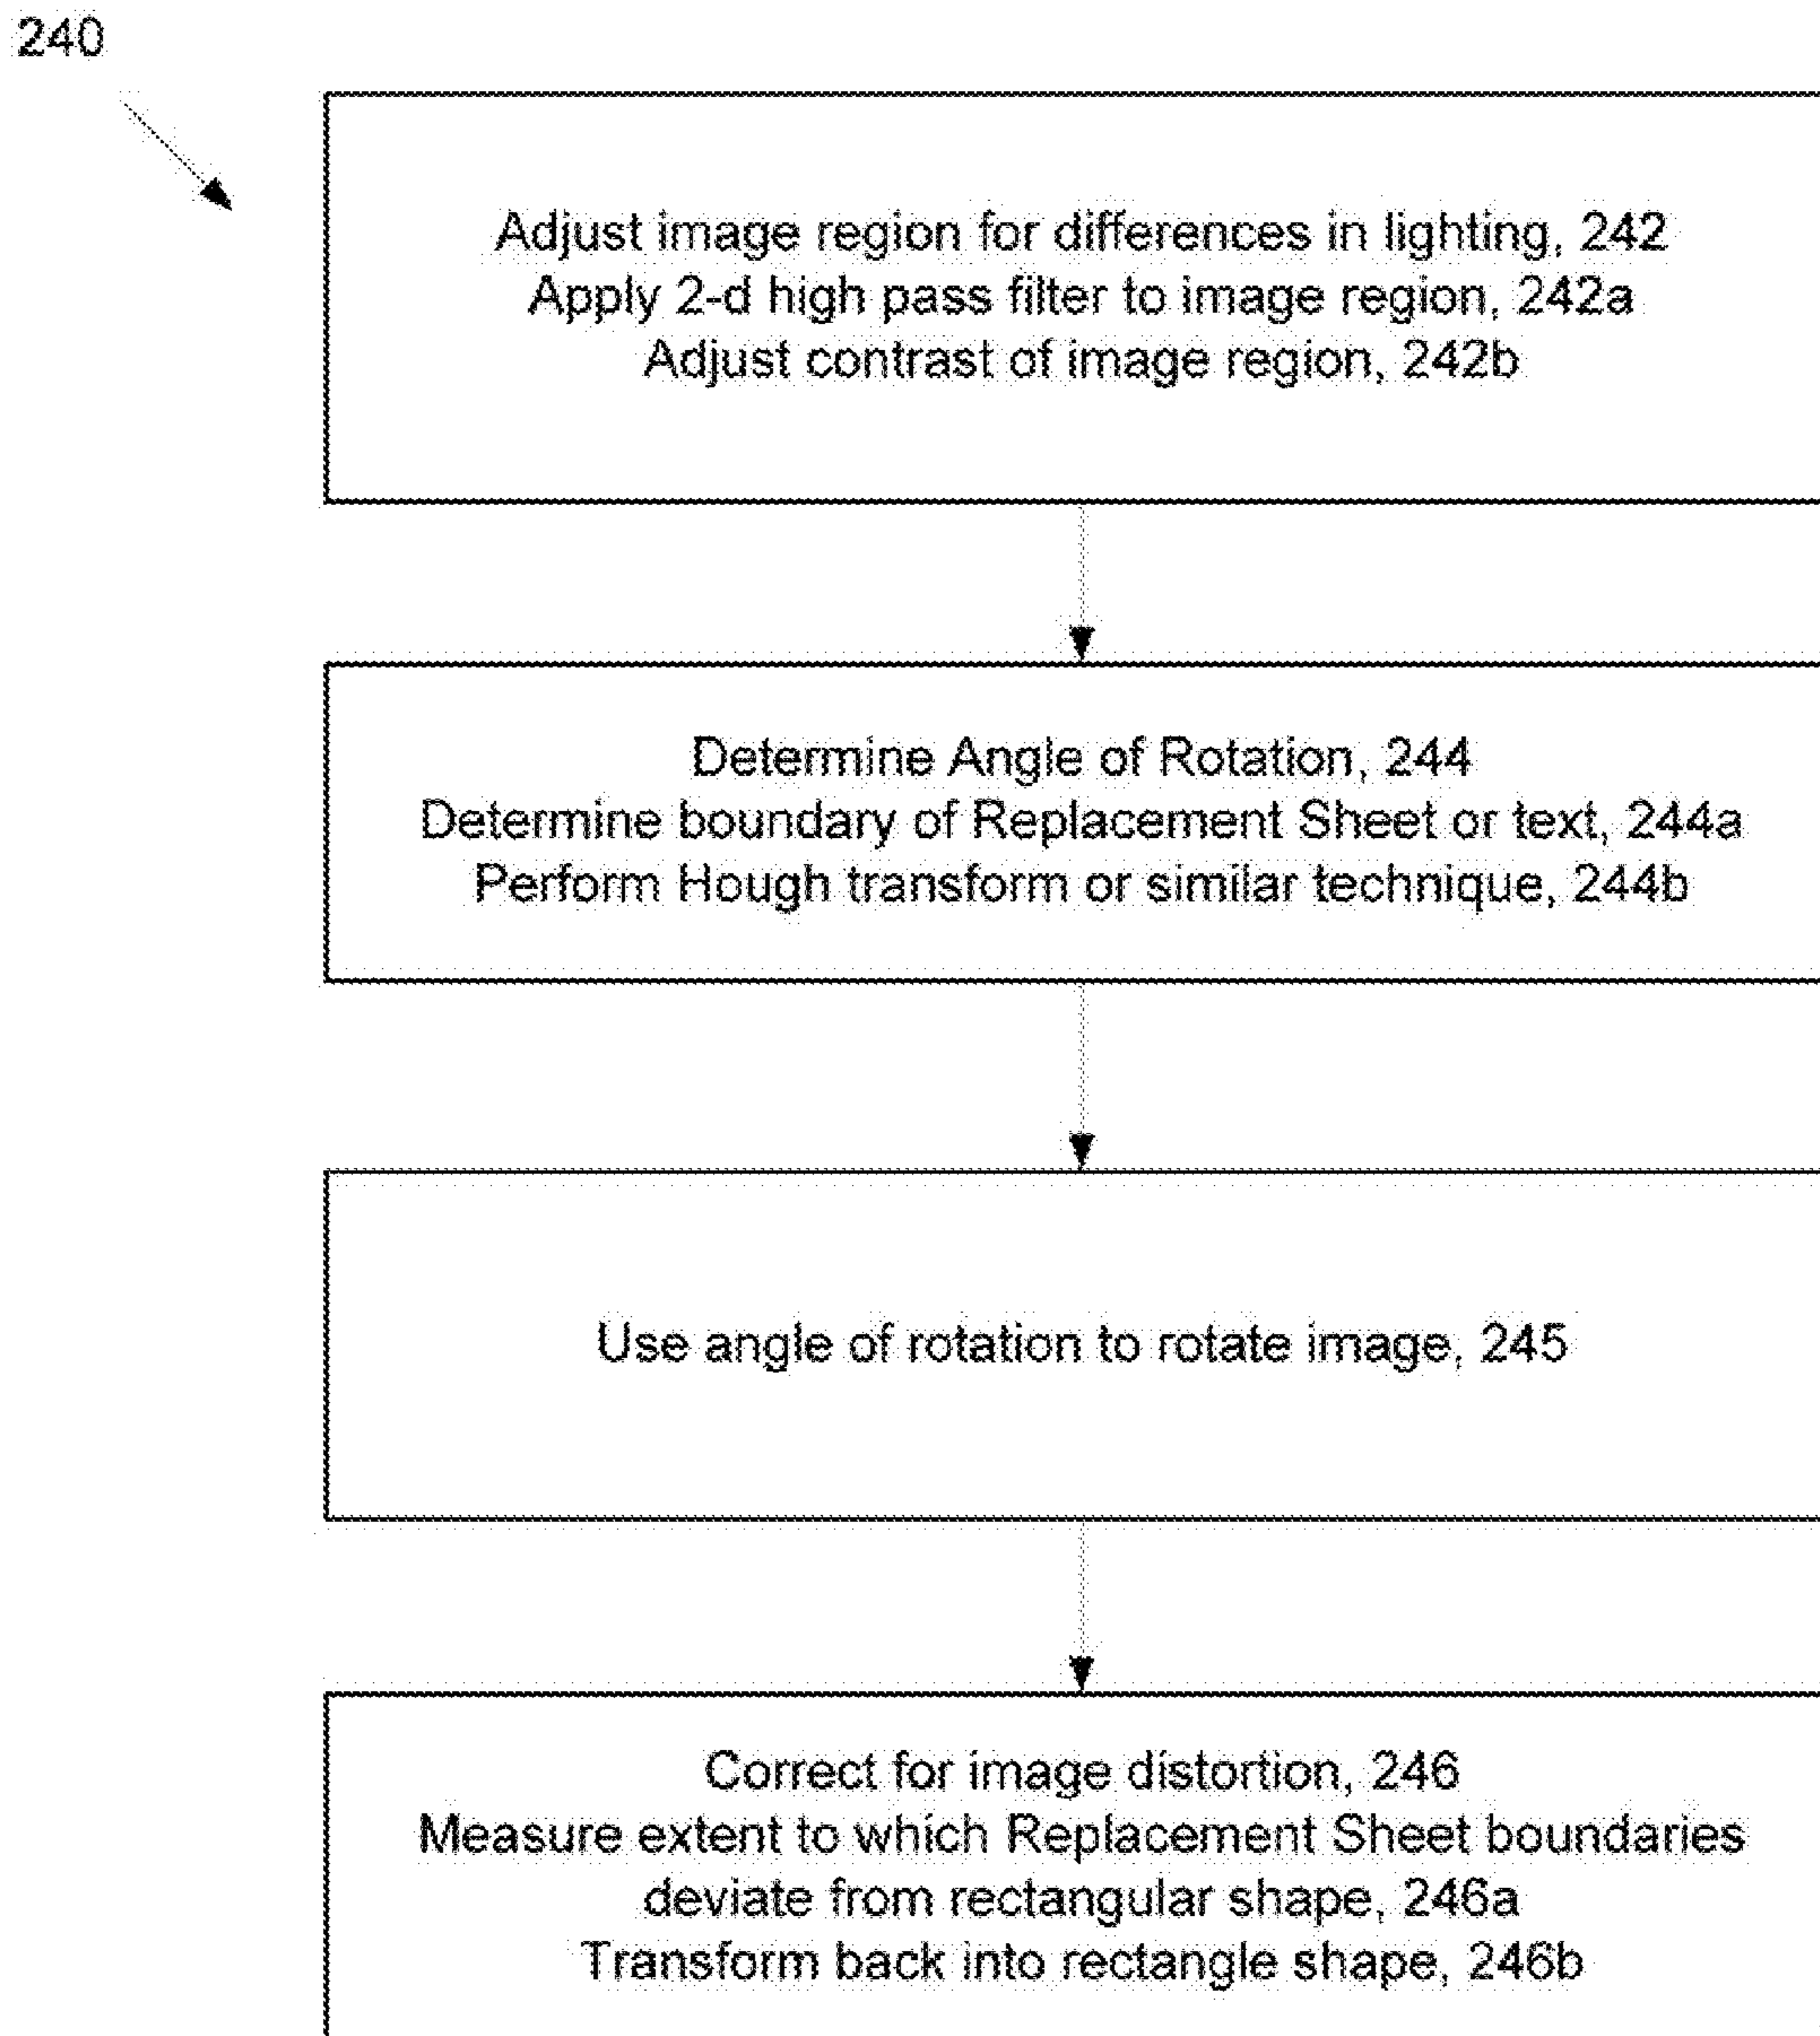 240
Adjust image region for differences in lighting, 242
Apply 2-d high pass filter to image region, 242a
Adjust contrast of image region, 242b
Determine Angle of Rotation, 244
Determine boundary of Replacement Sheet or text, 244a
Perform Hough transform or similar technique, 244b
Use angle of rotation to rotate image, 245
Correct for image distortion, 246
Measure extent to which Replacement Sheet boundaries
deviate from rectangular shape, 246a
Transform back into rectangle shape, 246b